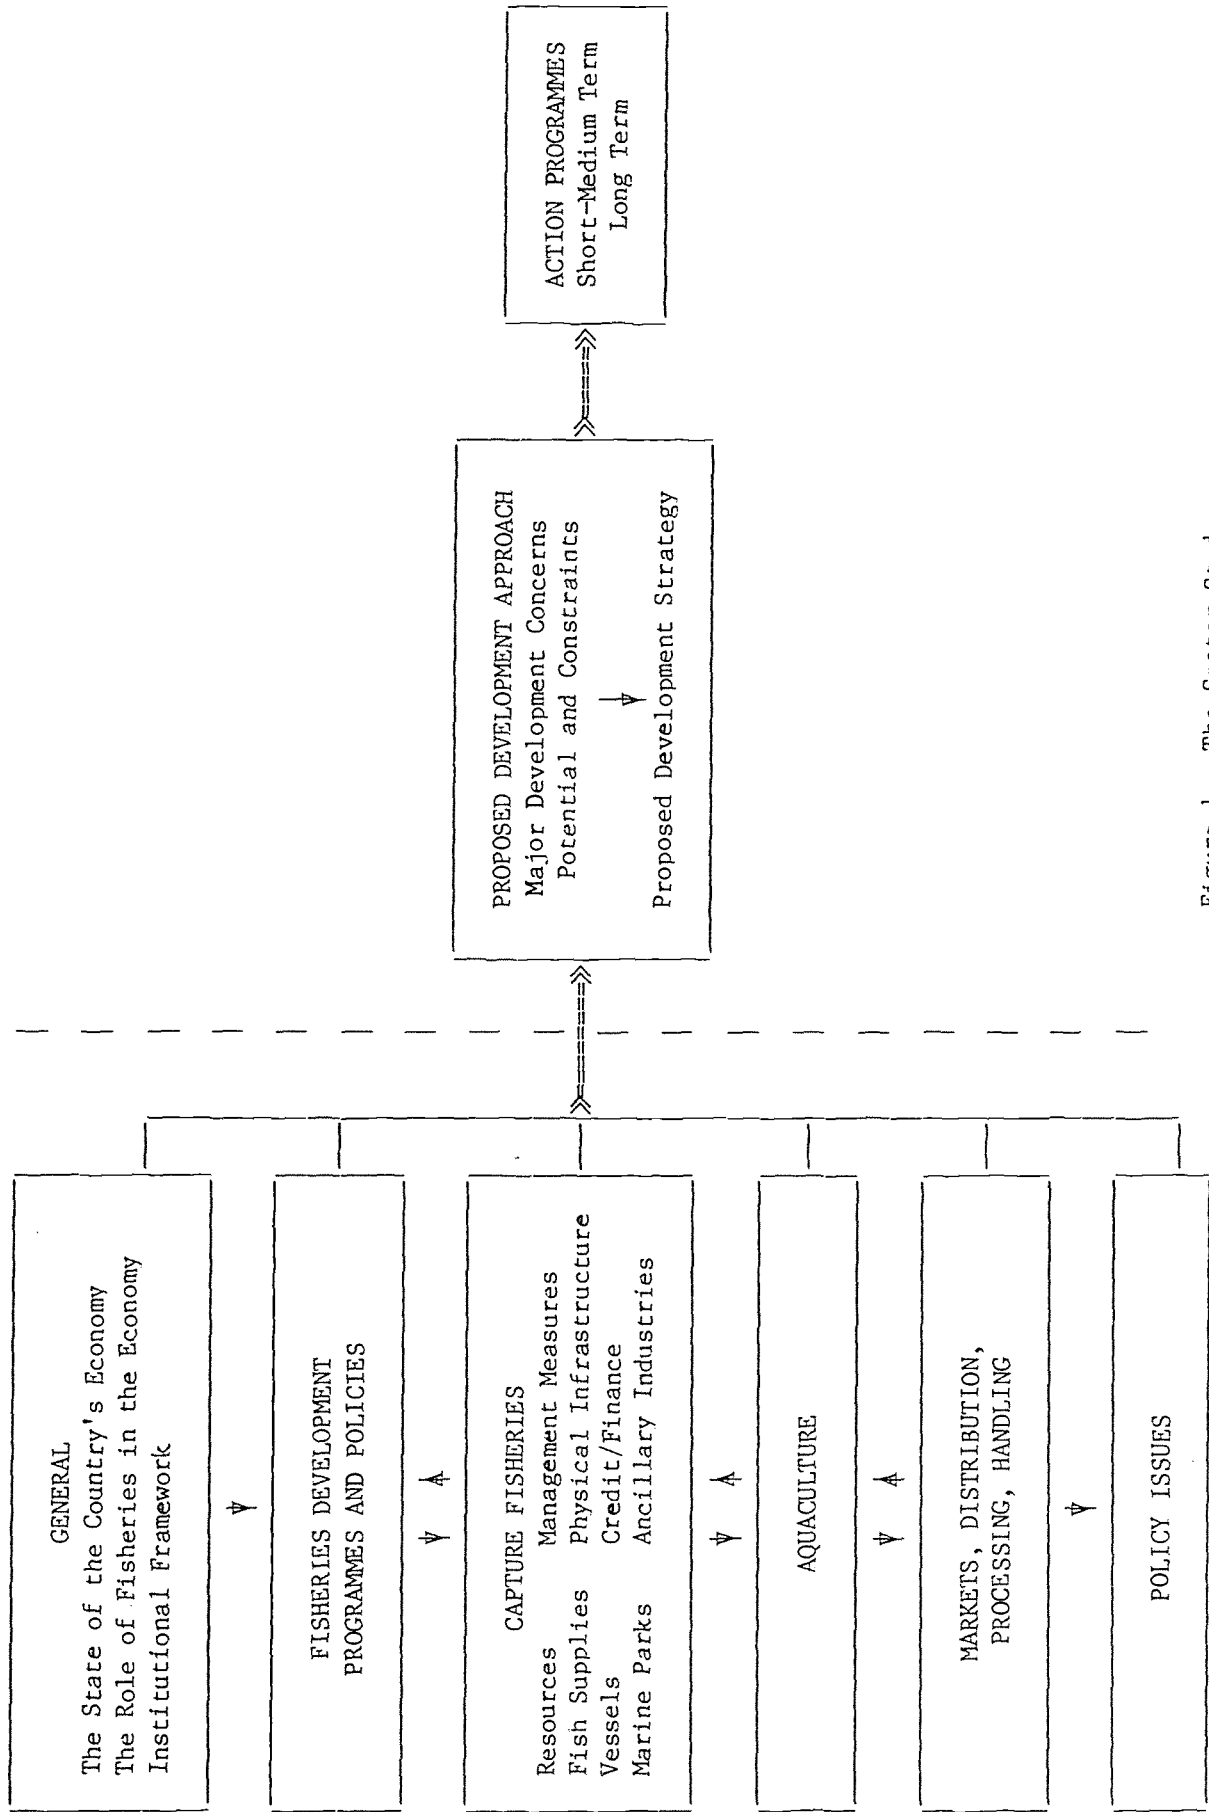 GENERAL
The State of the Country's Economy
The Role of Fisheries in the Economy
Institutional Framework
FISHERIES DEVELOPMENT
PROGRAMMES AND POLICIES
CAPTURE FISHERIES
Resources Management Measures
Fish Supplies Physical Infrastructure
Vessels Credit/Finance
Marine Parks Ancillary Industries
AQUACULTURE
MARKETS, DISTRIBUTION,
PROCESSING, HANDLING
POLICY ISSUES
PROPOSED DEVELOPMENT APPROACH
Major Development Concerns
Potential and Constraints
Proposed Development Strategy
ACTION PROGRAMMES
Short-Medium Term
Long Term
Figure 1. The